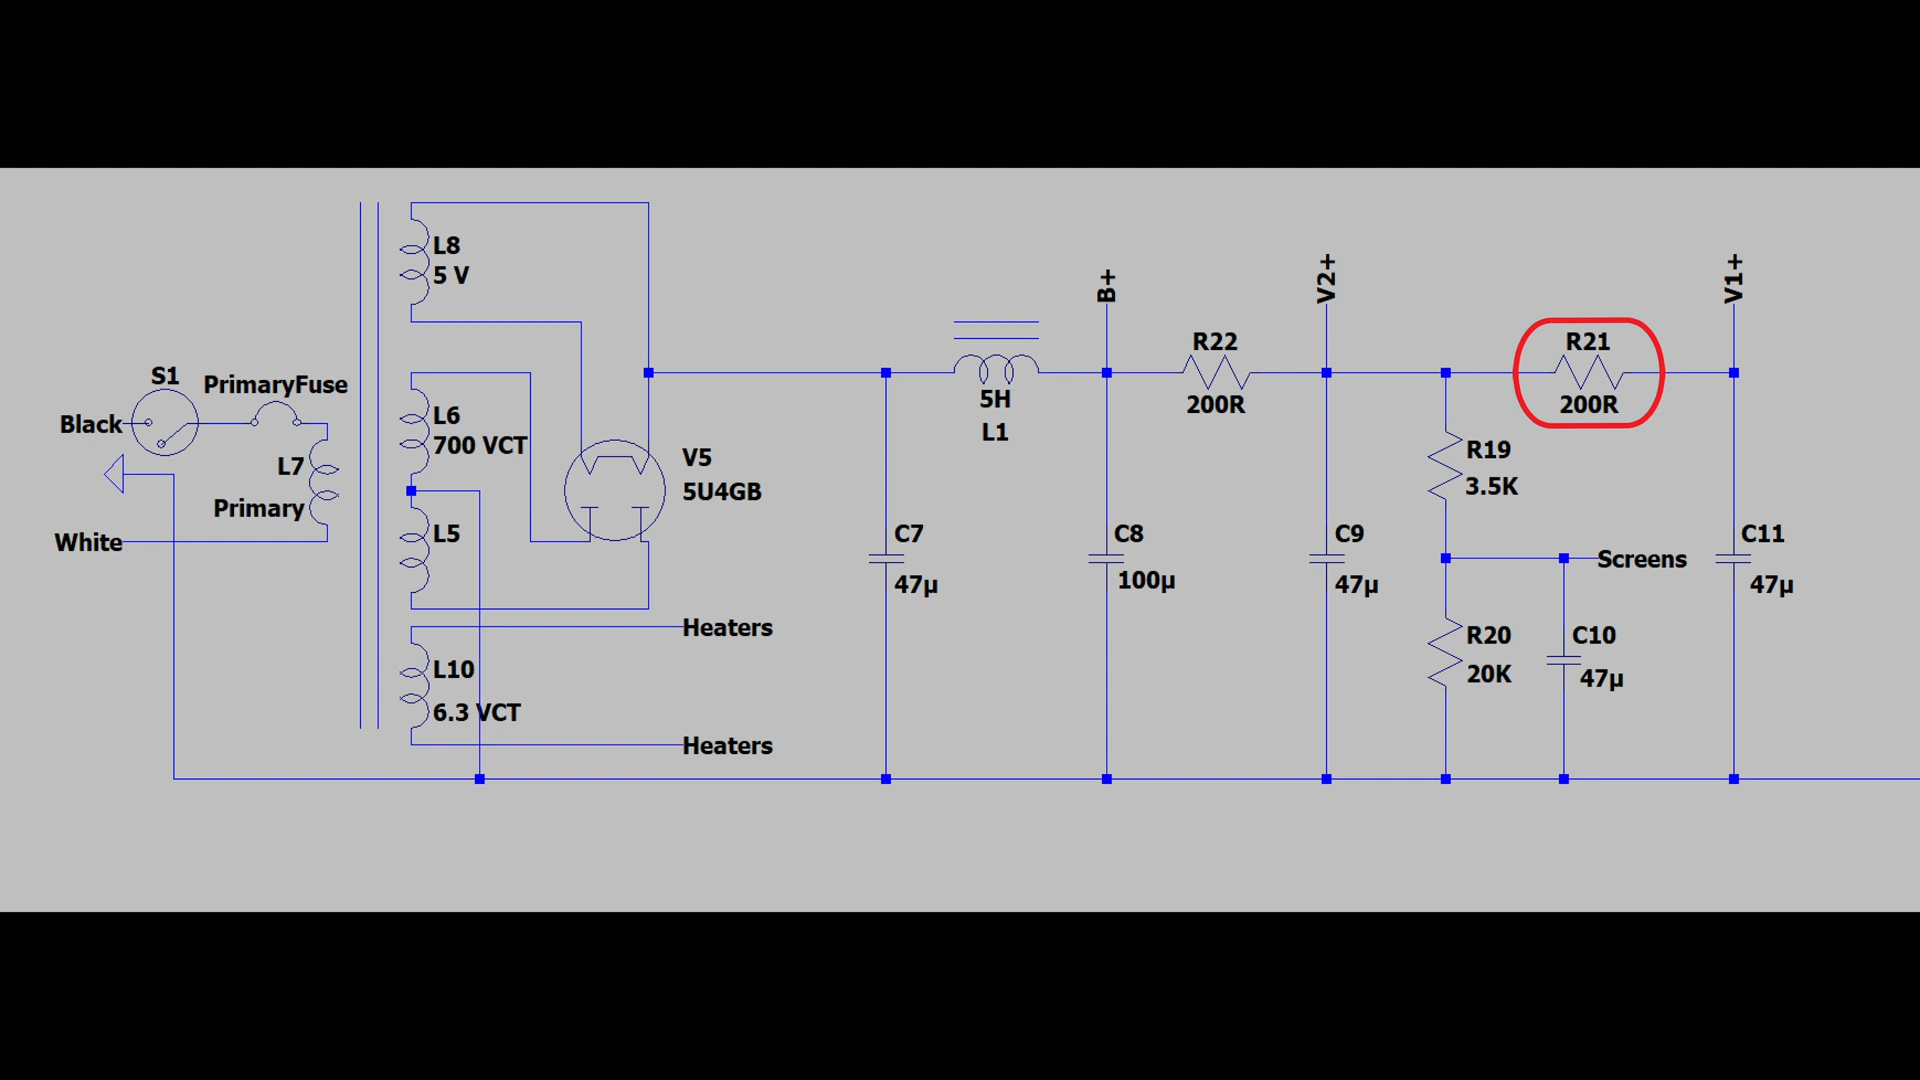 L8
5 V
S1
PrimaryFuse
Black
L7
Primary
White
L6
700 VCT
L5
V5
5U4GB
Heaters
L10
6.3 VCT
Heaters
C7
47µ
5H
L1
B+
R22
200R
C8
100µ
V2+
C9
47µ
R19
3.5K
Screens
R20
20K
C10
47µ
R21
200R
V1+
C11
47µ